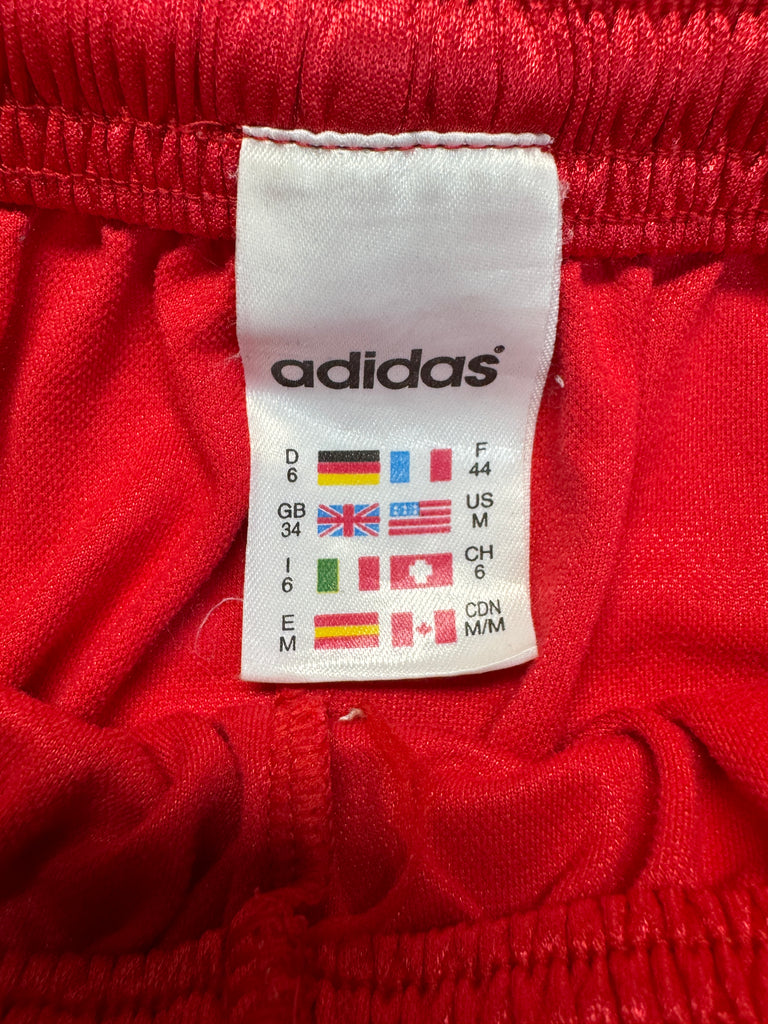 adidas®
D 6 F 44
GB 34 US M
I 6 CH 6
E M CDN M/M